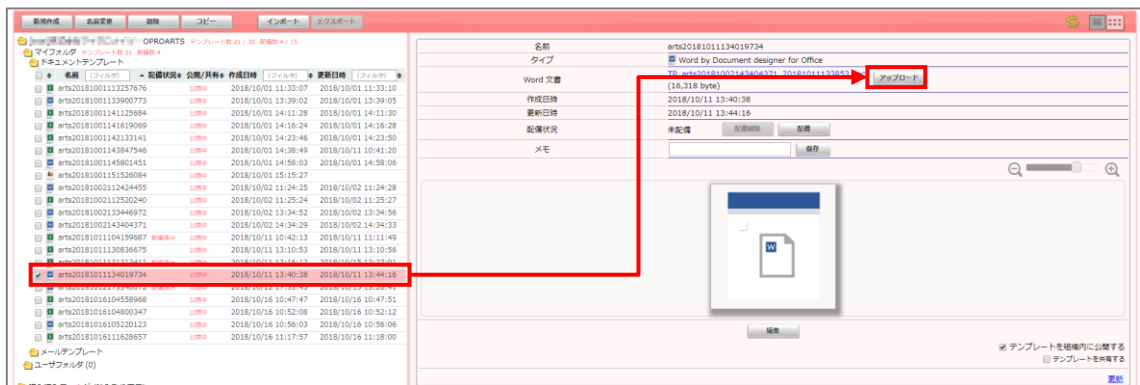 新規作成 名前変更 削除 コピー インポート エクスポート
OPROARTS テンプレート数 21 / 30 配備数 4 / 15
マイフォルダ テンプレート数 21 配備数 4
ドキュメントテンプレート
名前 (フィルタ) 配備状況 公開/共有 作成日時 (フィルタ) 更新日時 (フィルタ)
arts20181001113257676 公開中 2018/10/01 11:33:07 2018/10/01 11:33:10
arts20181001133900773 公開中 2018/10/01 13:39:02 2018/10/01 13:39:05
arts20181001141125684 公開中 2018/10/01 14:11:28 2018/10/01 14:11:30
arts20181001141619069 公開中 2018/10/01 14:16:24 2018/10/01 14:16:28
arts20181001142133141 公開中 2018/10/01 14:23:46 2018/10/01 14:23:50
arts20181001143847546 公開中 2018/10/01 14:38:49 2018/10/11 10:41:20
arts20181001145801451 公開中 2018/10/01 14:58:03 2018/10/01 14:58:06
arts20181001151526084 公開中 2018/10/01 15:15:27
arts20181002112424455 公開中 2018/10/02 11:24:25 2018/10/02 11:24:28
arts20181002112520240 公開中 2018/10/02 11:25:24 2018/10/02 11:25:27
arts20181002133446972 公開中 2018/10/02 13:34:52 2018/10/02 13:34:56
arts20181002143404371 公開中 2018/10/02 14:34:29 2018/10/02 14:34:33
arts20181011104159687 配備済み 公開中 2018/10/11 10:42:13 2018/10/11 11:11:49
arts20181011130836675 公開中 2018/10/11 13:10:53 2018/10/11 13:10:56
arts20181011134019734 公開中 2018/10/11 13:40:38 2018/10/11 13:44:16
arts20181016104558968 公開中 2018/10/16 10:47:47 2018/10/16 10:47:51
arts20181016104800347 公開中 2018/10/16 10:52:08 2018/10/16 10:52:12
arts20181016105220123 公開中 2018/10/16 10:56:03 2018/10/16 10:56:06
arts20181016111628657 公開中 2018/10/16 11:17:57 2018/10/16 11:18:00
メールテンプレート
ユーザフォルダ (0)
名前 arts20181011134019734
タイプ Word by Document designer for Office
Word 文書 TP_arts20181002143404371_20181011133853 アップロード
(16,318 byte)
作成日時 2018/10/11 13:40:38
更新日時 2018/10/11 13:44:16
配備状況 未配備 配備解除 配備
メモ 保存
W
編集
テンプレートを組織内に公開する
テンプレートを共有する
更新